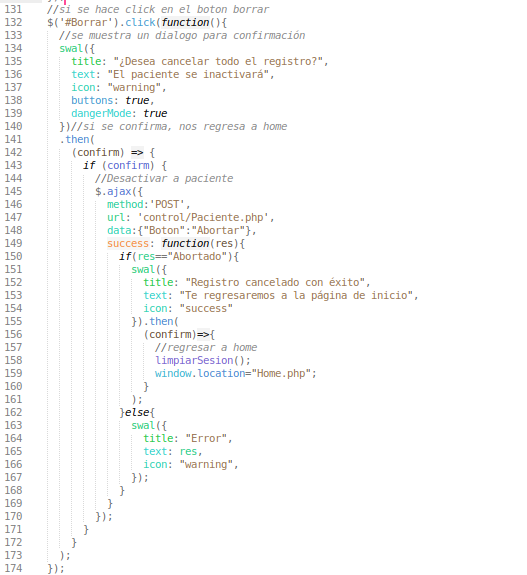 131 //si se hace click en el boton borrar
132 $('#Borrar').click(function(){
133 //se muestra un dialogo para confirmación
134 swal({
135 title: "¿Desea cancelar todo el registro?",
136 text: "El paciente se inactivará",
137 icon: "warning",
138 buttons: true,
139 dangerMode: true
140 })//si se confirma, nos regresa a home
141 .then(
142 (confirm) => {
143 if (confirm) {
144 //Desactivar a paciente
145 $.ajax({
146 method:'POST',
147 url: 'control/Paciente.php',
148 data:{"Boton":"Abortar"},
149 success: function(res){
150 if(res=="Abortado"){
151 swal({
152 title: "Registro cancelado con éxito",
153 text: "Te regresaremos a la página de inicio",
154 icon: "success"
155 }).then(
156 (confirm)=>{
157 //regresar a home
158 limpiarSesion();
159 window.location="Home.php";
160 }
161 );
162 }else{
163 swal({
164 title: "Error",
165 text: res,
166 icon: "warning",
167 });
168 }
169 }
170 });
171 }
172 }
173 );
174 });